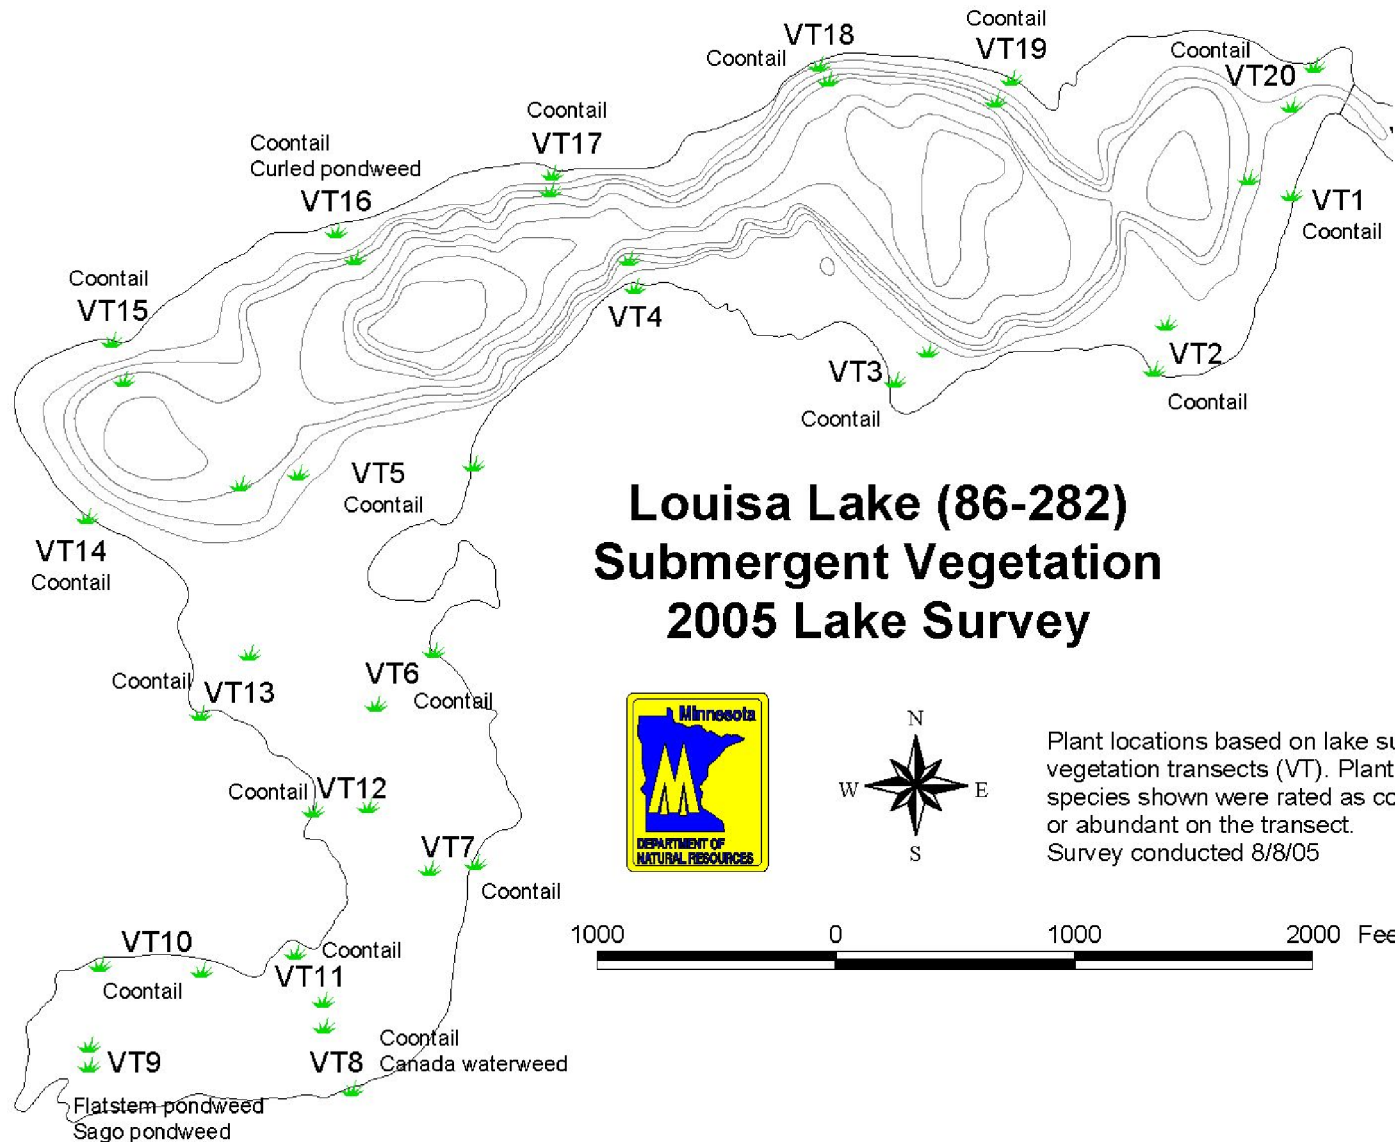 Coontail
VT18
Coontail
VT19
Coontail
VT20
Coontail
VT17
Coontail
Curled pondweed
VT16
VT1
Coontail
Coontail
VT15
VT4
VT3
Coontail
VT2
Coontail
VT5
Coontail
VT14
Coontail
Louisa Lake (86-282)
Submergent Vegetation
2005 Lake Survey
Coontail
VT13
VT6
Coontail
Minnesota
DEPARTMENT OF
NATURAL RESOURCES
N
W
E
S
Plant locations based on lake su
vegetation transects (VT). Plant
species shown were rated as co
or abundant on the transect.
Survey conducted 8/8/05
Coontail
VT12
VT7
Coontail
1000 0 1000 2000 Fee
VT10
Coontail
Coontail
VT11
VT9
Flatstem pondweed
Sago pondweed
VT8
Coontail
Canada waterweed